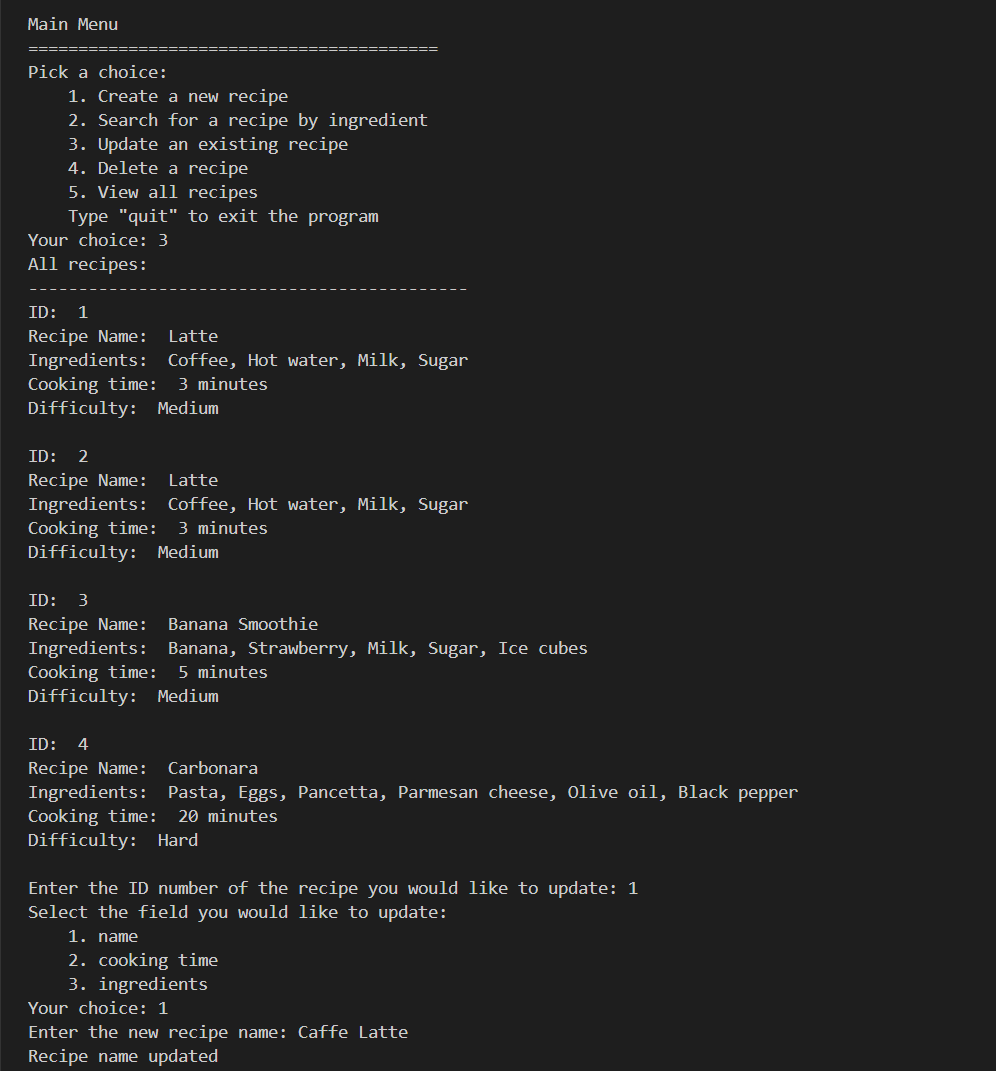 Main Menu
=========================================
Pick a choice:
    1. Create a new recipe
    2. Search for a recipe by ingredient
    3. Update an existing recipe
    4. Delete a recipe
    5. View all recipes
    Type "quit" to exit the program
Your choice: 3
All recipes:
--------------------------------------------
ID:  1
Recipe Name:  Latte
Ingredients:  Coffee, Hot water, Milk, Sugar
Cooking time:  3 minutes
Difficulty:  Medium

ID:  2
Recipe Name:  Latte
Ingredients:  Coffee, Hot water, Milk, Sugar
Cooking time:  3 minutes
Difficulty:  Medium

ID:  3
Recipe Name:  Banana Smoothie
Ingredients:  Banana, Strawberry, Milk, Sugar, Ice cubes
Cooking time:  5 minutes
Difficulty:  Medium

ID:  4
Recipe Name:  Carbonara
Ingredients:  Pasta, Eggs, Pancetta, Parmesan cheese, Olive oil, Black pepper
Cooking time:  20 minutes
Difficulty:  Hard

Enter the ID number of the recipe you would like to update: 1
Select the field you would like to update:
    1. name
    2. cooking time
    3. ingredients
Your choice: 1
Enter the new recipe name: Caffe Latte
Recipe name updated